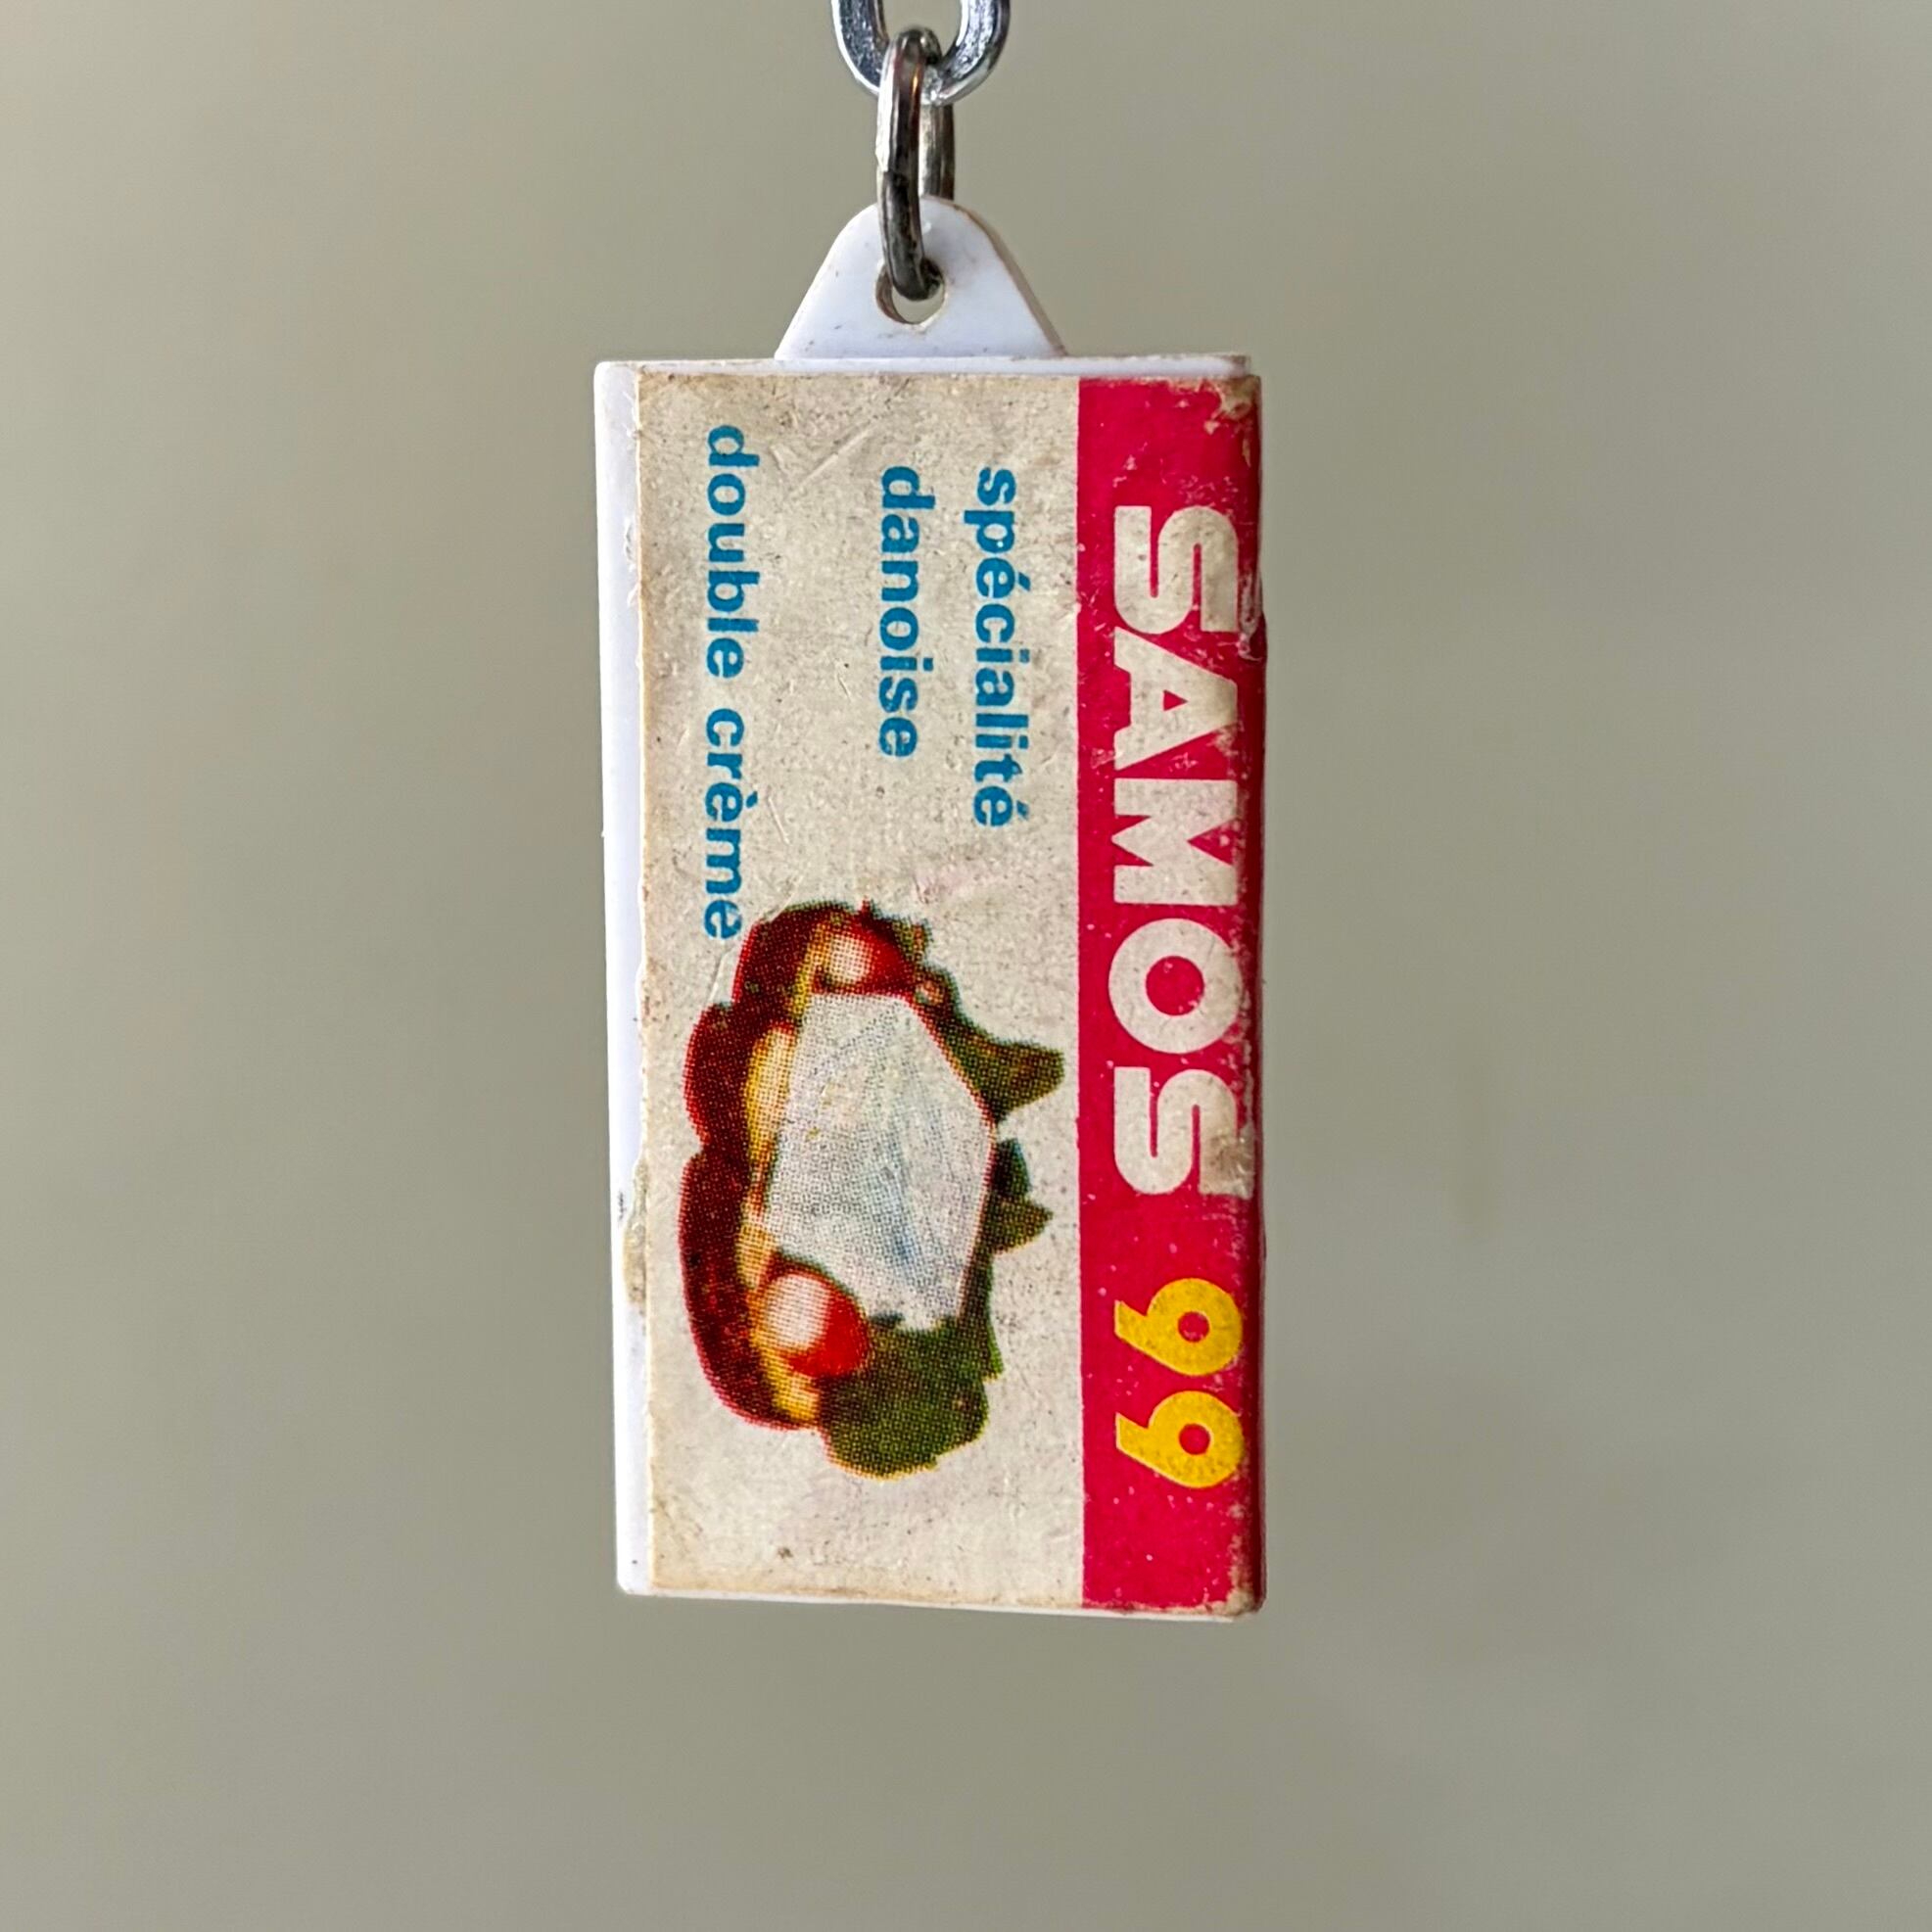 SAMOS 99
spécialité
danoise
double crème